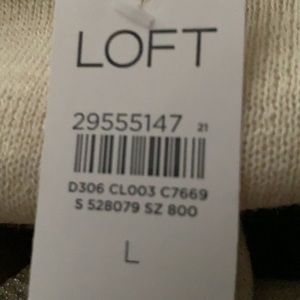 LOFT
29555147 21
D306 CL003 C7669
S 528079 SZ 800
L